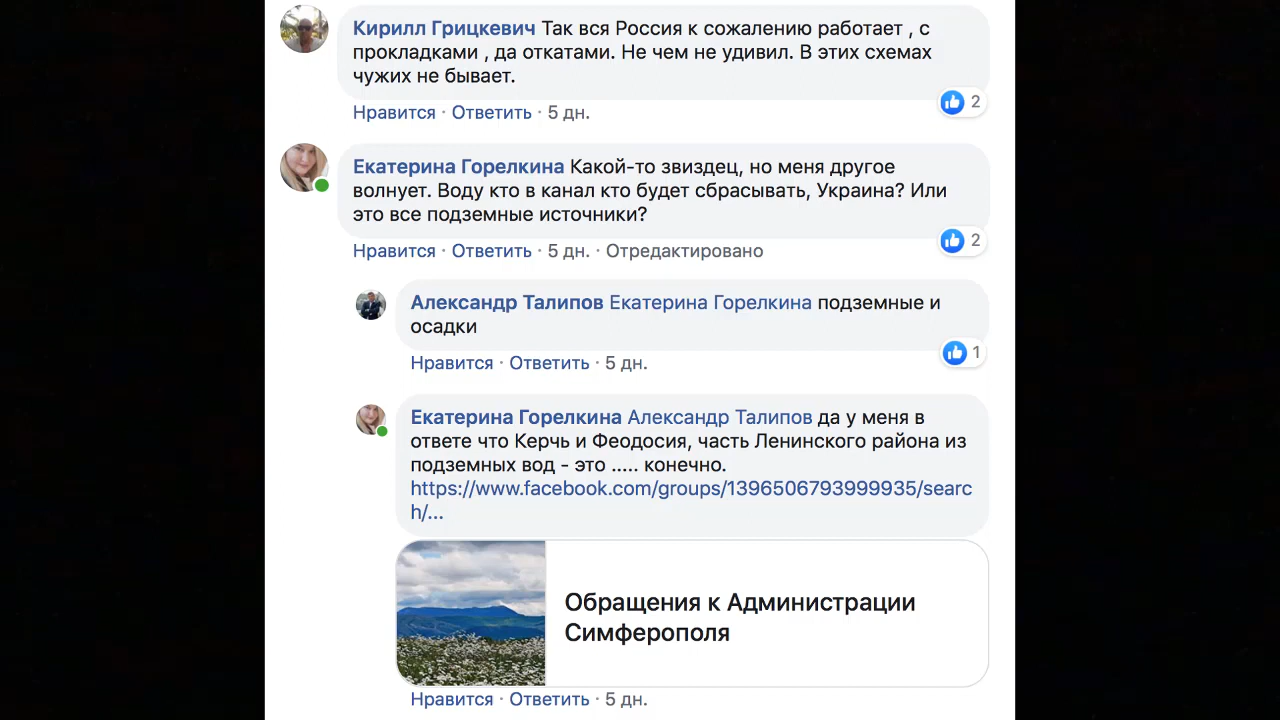 Кирилл Грицкевич Так вся Россия к сожалению работает , с
прокладками , да откатами. Не чем не удивил. В этих схемах
чужих не бывает.
2
Нравится · Ответить · 5 дн.
Екатерина Горелкина Какой-то звиздец, но меня другое
волнует. Воду кто в канал кто будет сбрасывать, Украина? Или
это все подземные источники?
2
Нравится · Ответить · 5 дн. · Отредактировано
Александр Талипов Екатерина Горелкина подземные и
осадки
1
Нравится · Ответить · 5 дн.
Екатерина Горелкина Александр Талипов да у меня в
ответе что Керчь и Феодосия, часть Ленинского района из
подземных вод - это ..... конечно.
https://www.facebook.com/groups/1396506793999935/searc
h/...
Обращения к Администрации
Симферополя
Нравится · Ответить · 5 дн.